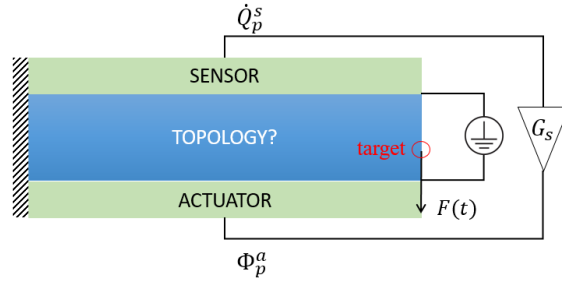 Q̇ₚˢ
SENSOR
TOPOLOGY?
target
Gₛ
ACTUATOR
F(t)
Φₚᵃ